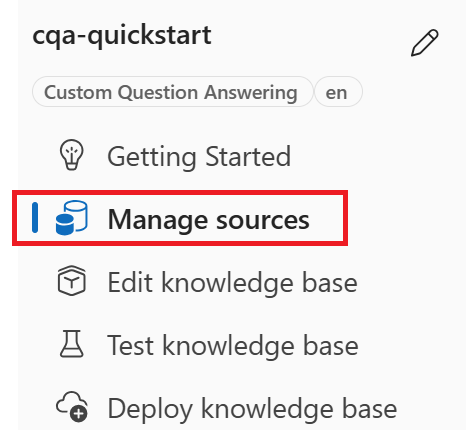 cqa-quickstart
Custom Question Answering en
Getting Started
Manage sources
Edit knowledge base
Test knowledge base
Deploy knowledge base